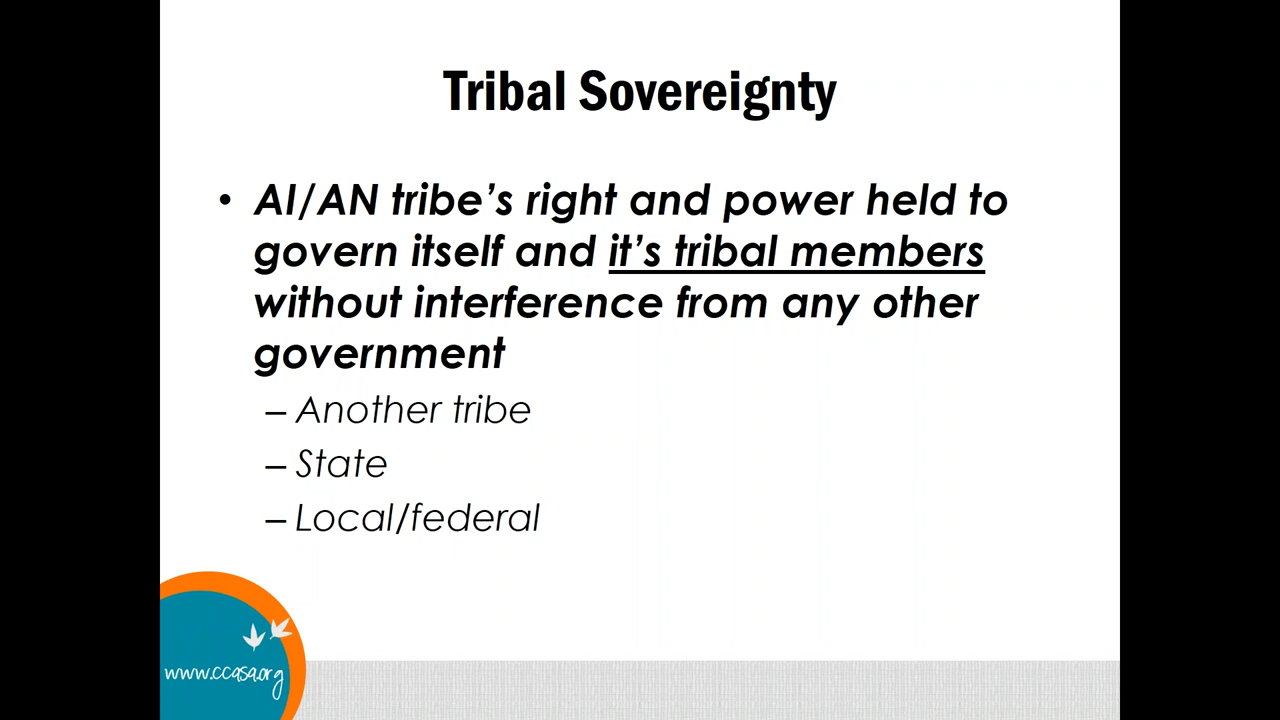 Tribal Sovereignty
• AI/AN tribe’s right and power held to
govern itself and it’s tribal members
without interference from any other
government
– Another tribe
– State
– Local/federal
www.ccasa.org